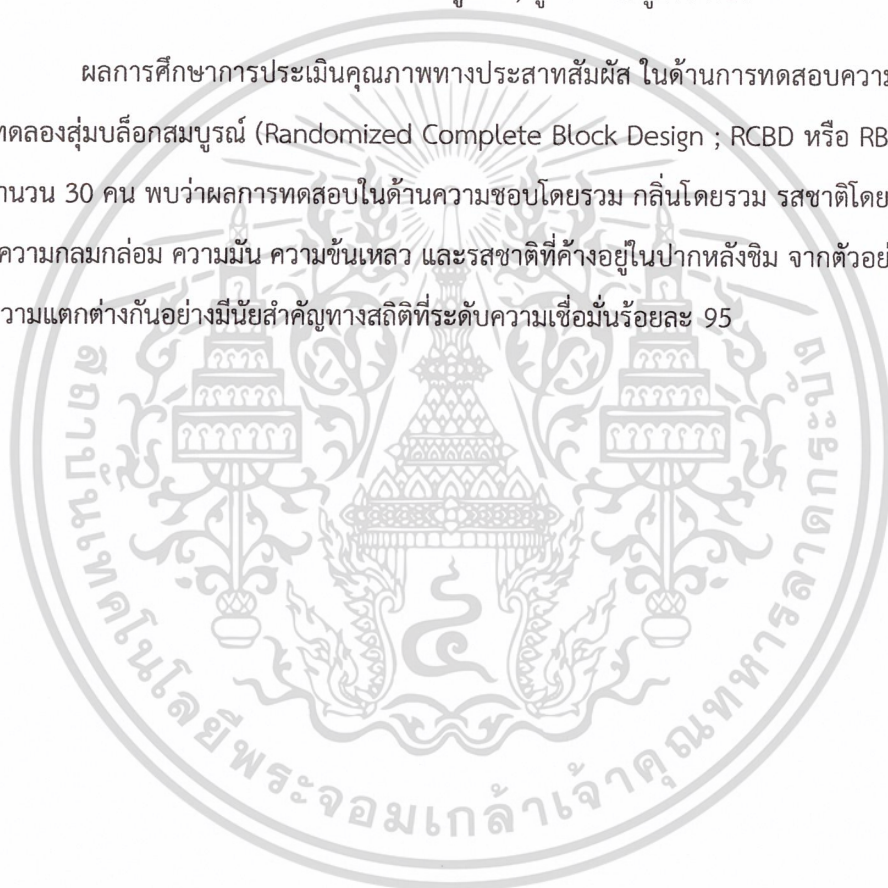 ผลการศึกษาการประเมินคุณภาพทางประสาทสัมผัส ในด้านการทดสอบความ
ทดลองสุ่มบล็อกสมบูรณ์ (Randomized Complete Block Design ; RCBD หรือ RB
จำนวน 30 คน พบว่าผลการทดสอบในด้านความชอบโดยรวม กลิ่นโดยรวม รสชาติโดย
ความกลมกล่อม ความมัน ความข้นเหลว และรสชาติที่ค้างอยู่ในปากหลังชิม จากตัวอย่
ความแตกต่างกันอย่างมีนัยสำคัญทางสถิติที่ระดับความเชื่อมั่นร้อยละ 95
สถาบันเทคโนโลยีพระจอมเกล้าเจ้าคุณทหารลาดกระบัง
๔